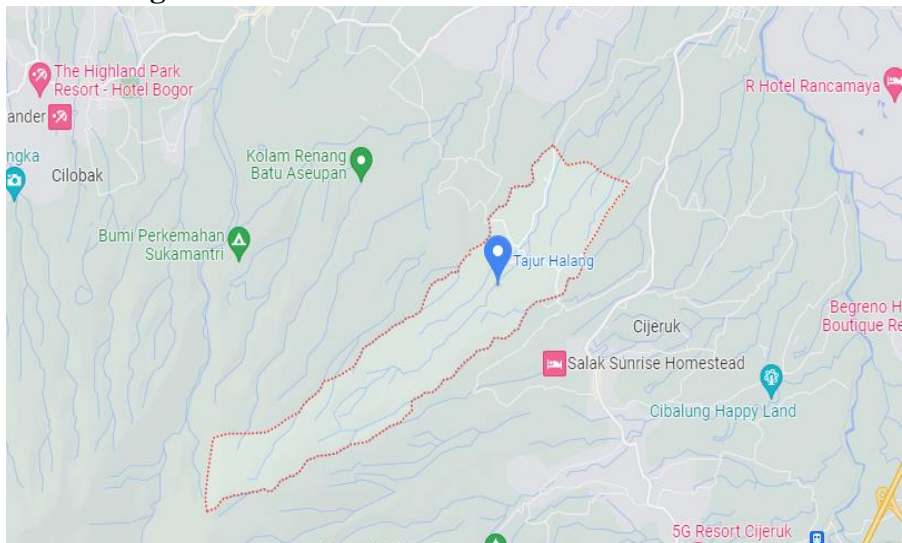 The Highland Park
Resort - Hotel Bogor
ander
ngka
Cilobak
Kolam Renang
Batu Aseupan
R Hotel Rancamaya
Bumi Perkemahan
Sukamantri
Tajur Halang
Begreno H
Boutique Re
Cijeruk
Salak Sunrise Homestead
Cibalung Happy Land
5G Resort Cijeruk